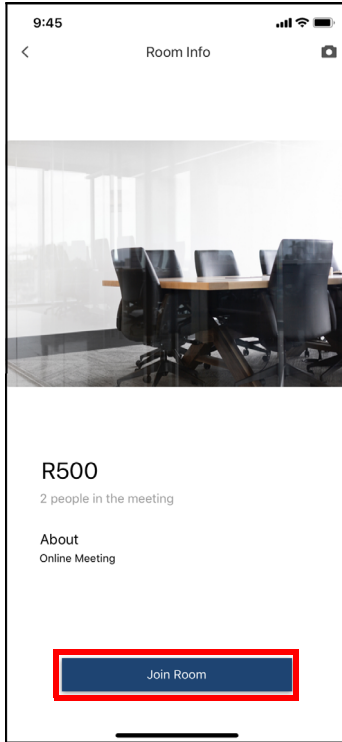 9:45
Room Info
R500
2 people in the meeting
About
Online Meeting
Join Room